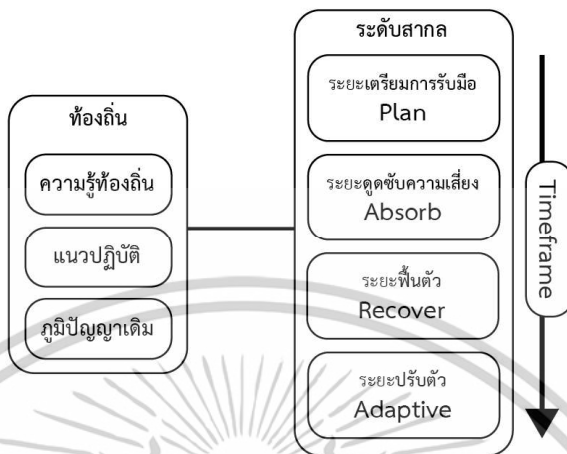 ท้องถิ่น
ความรู้ท้องถิ่น
แนวปฏิบัติ
ภูมิปัญญาเดิม
ระดับสากล
ระยะเตรียมการรับมือ
Plan
ระยะดูดซับความเสี่ยง
Absorb
ระยะฟื้นตัว
Recover
ระยะปรับตัว
Adaptive
Timeframe